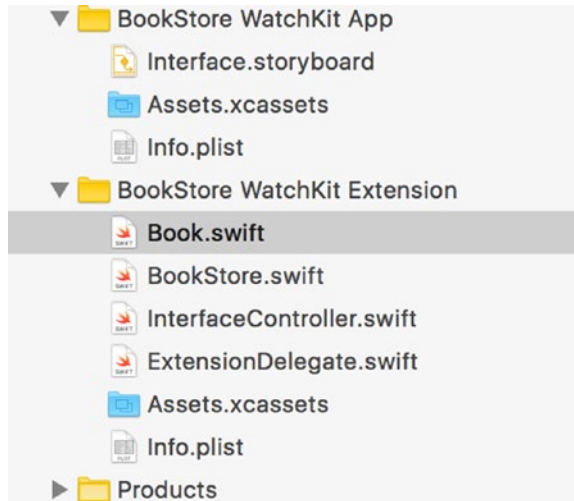 BookStore WatchKit App
Interface.storyboard
Assets.xcassets
Info.plist
BookStore WatchKit Extension
Book.swift
BookStore.swift
InterfaceController.swift
ExtensionDelegate.swift
Assets.xcassets
Info.plist
Products